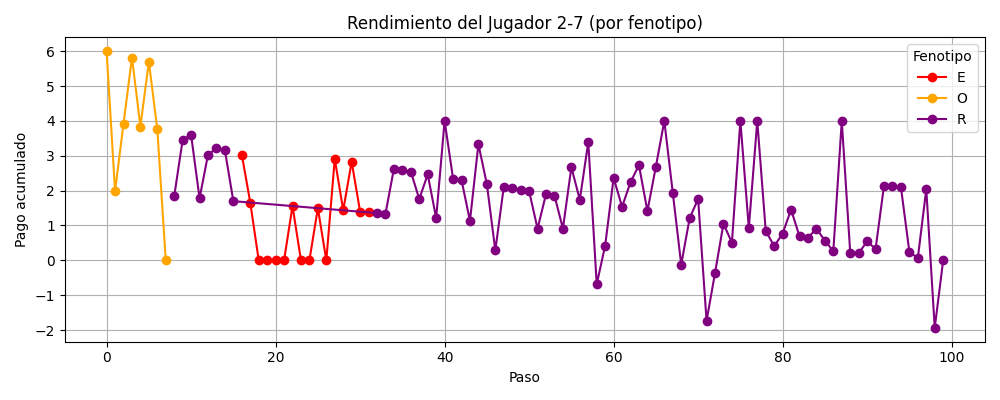 Rendimiento del Jugador 2-7 (por fenotipo)
Pago acumulado
6
5
4
3
2
1
0
−1
−2
Fenotipo
E
O
R
0 20 40 60 80 100
Paso